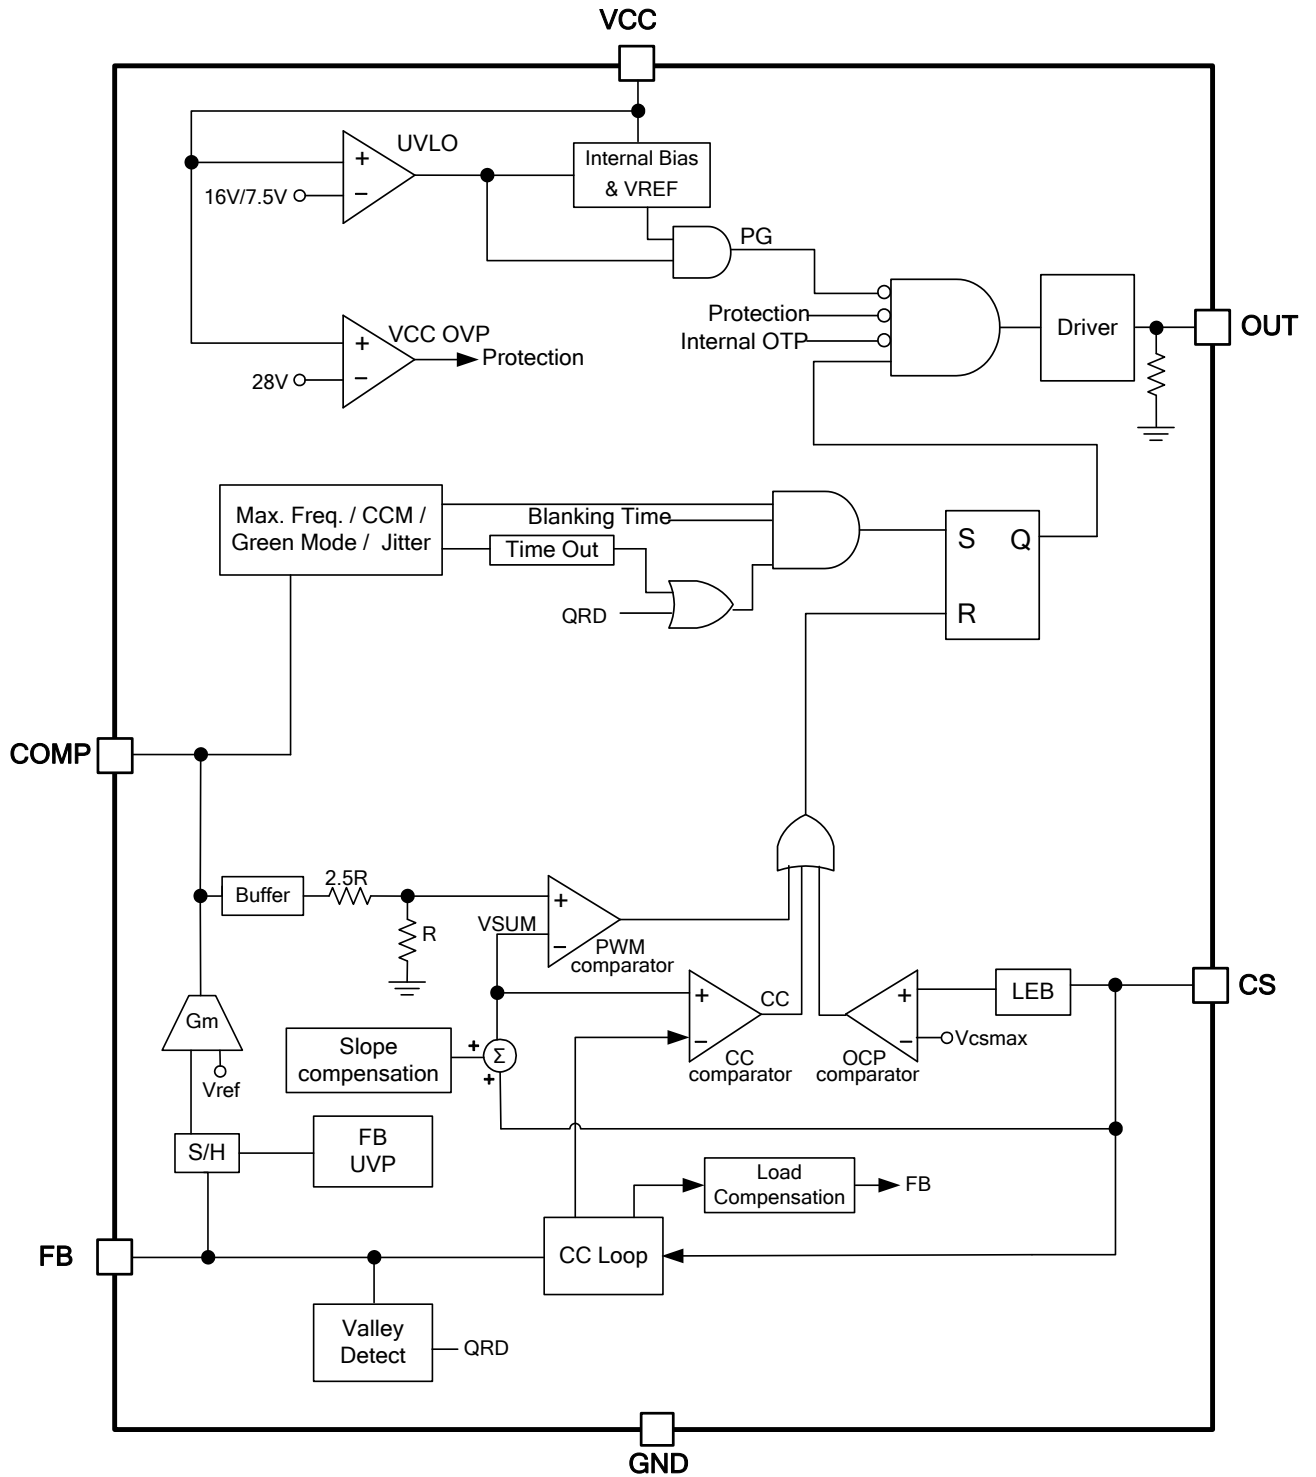 VCC
UVLO
+
16V/7.5V
−
Internal Bias
& VREF
PG
Protection
Internal OTP
Driver
OUT
+
VCC OVP
Protection
28V
−
Max. Freq. / CCM /
Green Mode / Jitter
Blanking Time
Time Out
QRD
S
Q
R
COMP
Buffer
2.5R
R
+
VSUM
−
PWM
comparator
Gm
Vref
Slope
compensation
+
Σ
+
+
CC
−
CC
comparator
+
−
OCP
comparator
LEB
Vcsmax
CS
S/H
FB
UVP
Load
Compensation
FB
FB
CC Loop
Valley
Detect
QRD
GND